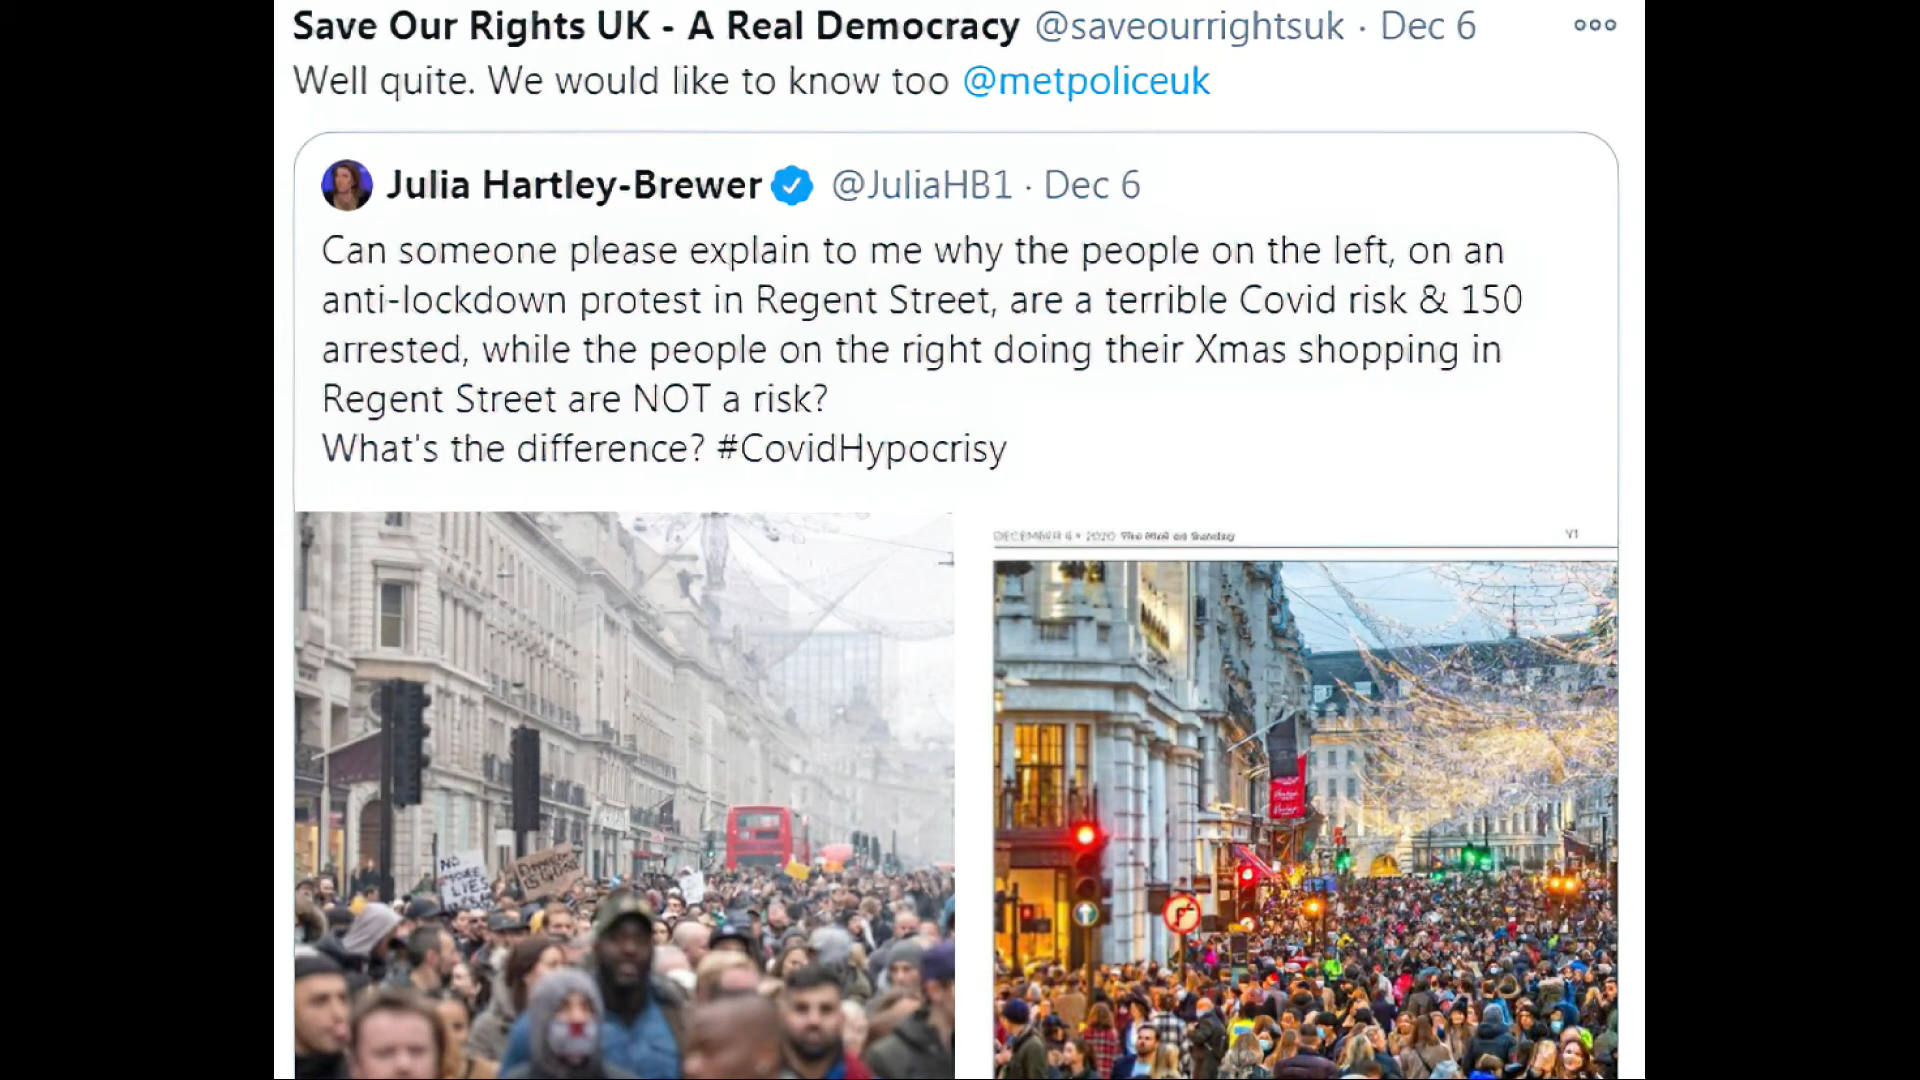 Save Our Rights UK - A Real Democracy @saveourrightsuk · Dec 6
Well quite. We would like to know too @metpoliceuk
Julia Hartley-Brewer @JuliaHB1 · Dec 6
Can someone please explain to me why the people on the left, on an
anti-lockdown protest in Regent Street, are a terrible Covid risk & 150
arrested, while the people on the right doing their Xmas shopping in
Regent Street are NOT a risk?
What's the difference? #CovidHypocrisy
DECEMBER 6 • 2020 The Mail on Sunday
NO
MORE
LIES
IS